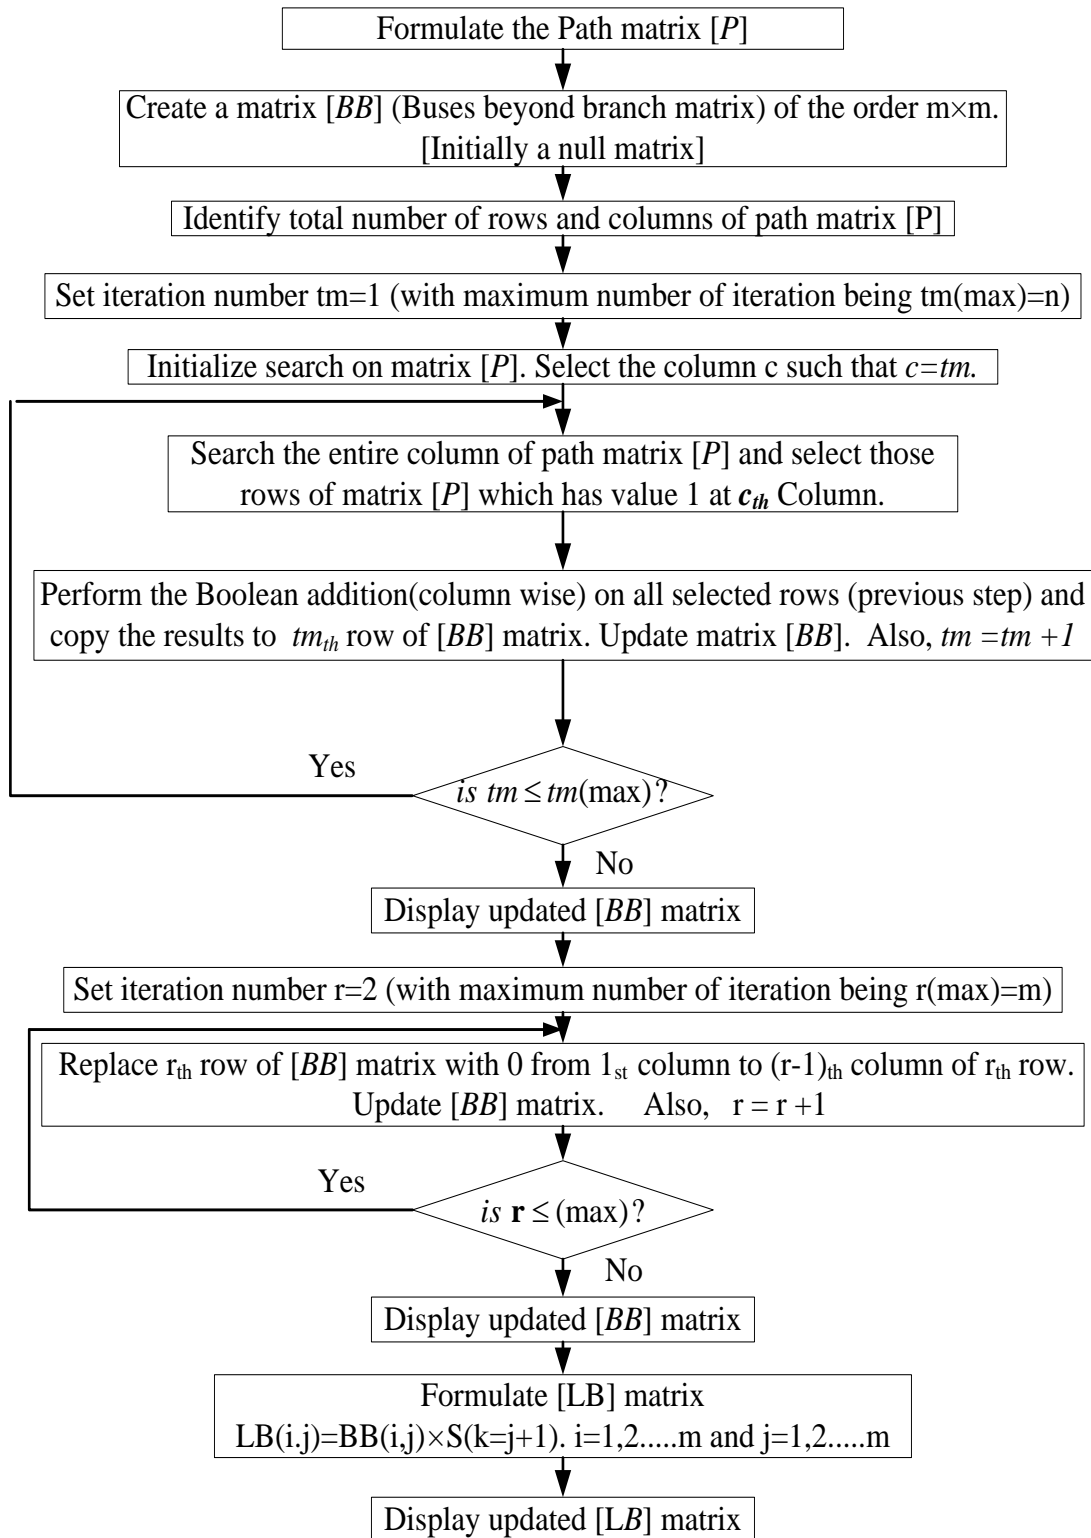 Formulate the Path matrix [P]
Create a matrix [BB] (Buses beyond branch matrix) of the order m×m.
[Initially a null matrix]
Identify total number of rows and columns of path matrix [P]
Set iteration number tm=1 (with maximum number of iteration being tm(max)=n)
Initialize search on matrix [P]. Select the column c such that c=tm.
Search the entire column of path matrix [P] and select those
rows of matrix [P] which has value 1 at cth Column.
Perform the Boolean addition(column wise) on all selected rows (previous step) and
copy the results to tmth row of [BB] matrix. Update matrix [BB]. Also, tm =tm +1
Yes
is tm ≤ tm(max)?
No
Display updated [BB] matrix
Set iteration number r=2 (with maximum number of iteration being r(max)=m)
Replace rth row of [BB] matrix with 0 from 1st column to (r-1)th column of rth row.
Update [BB] matrix. Also, r = r +1
Yes
is r ≤ (max)?
No
Display updated [BB] matrix
Formulate [LB] matrix
LB(i.j)=BB(i,j)×S(k=j+1). i=1,2.....m and j=1,2.....m
Display updated [LB] matrix